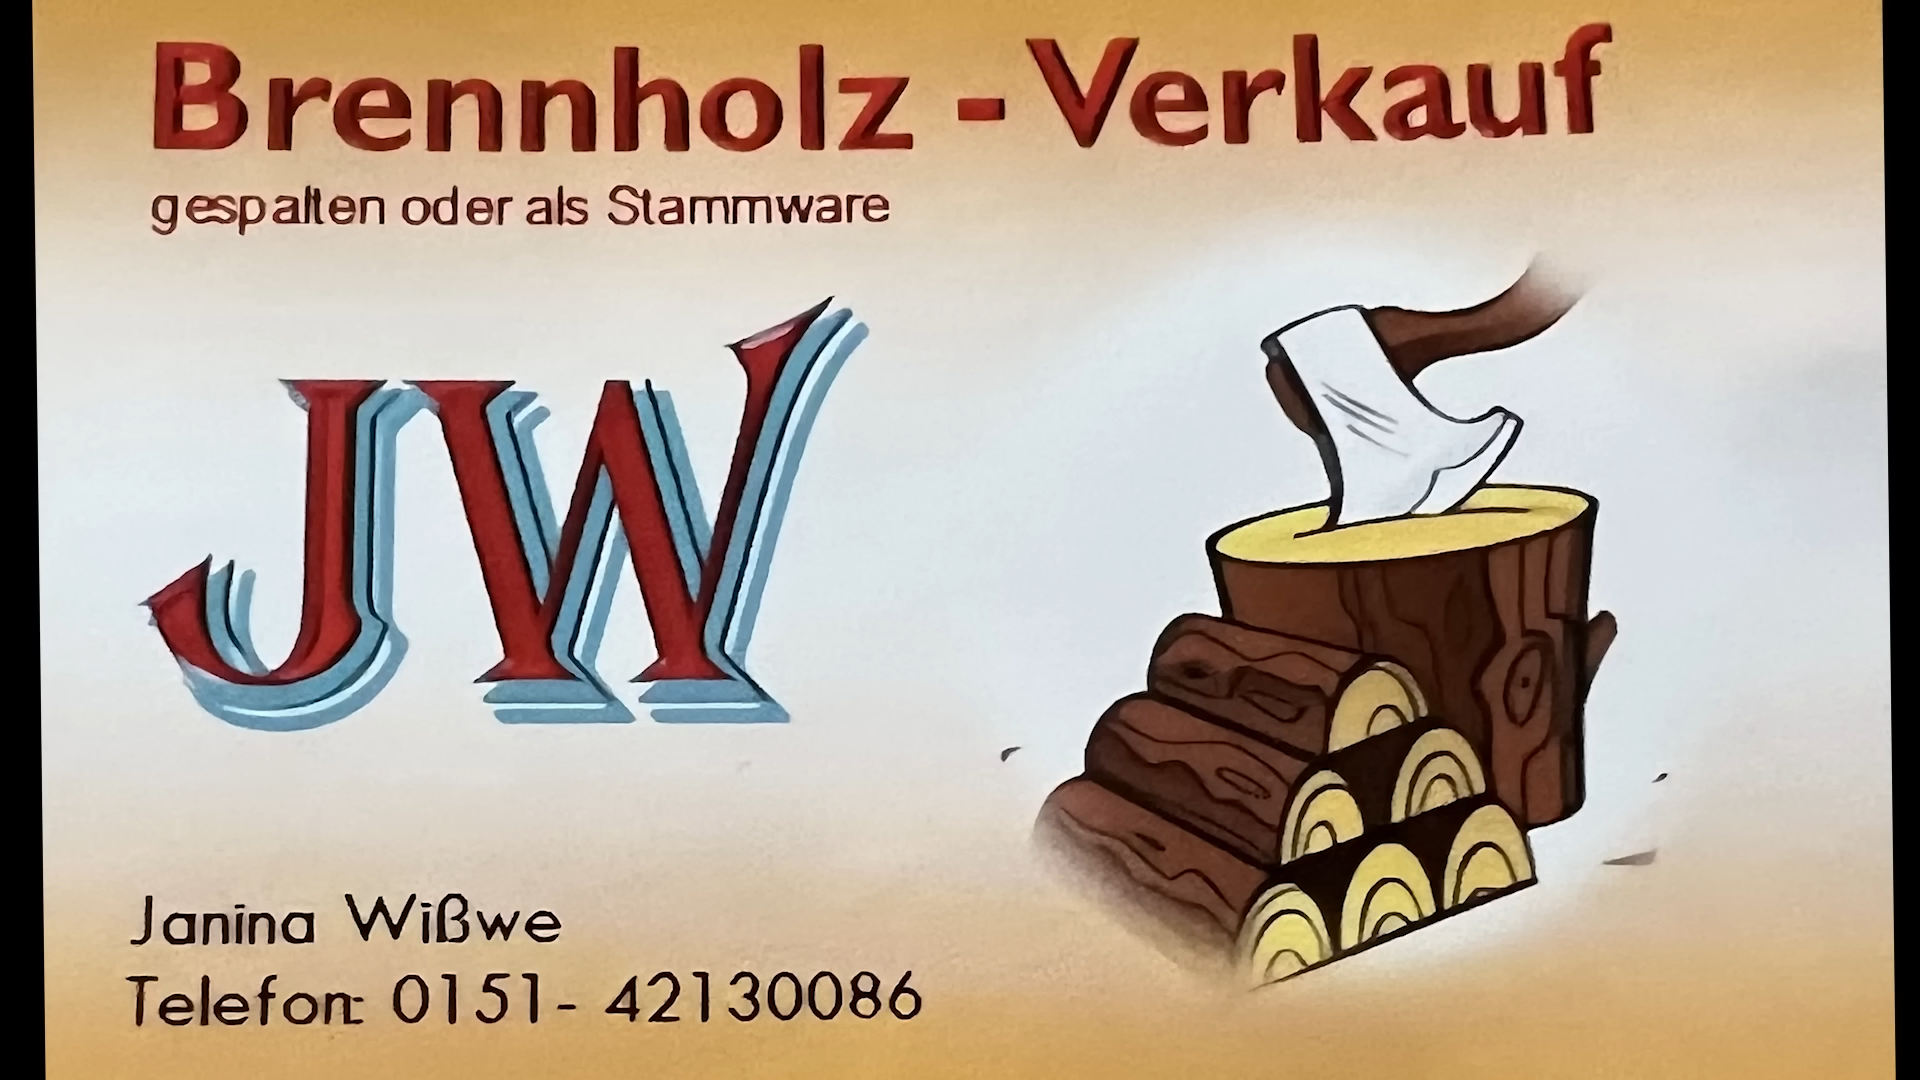 Brennholz - Verkauf
gespalten oder als Stammware
JW
Janina Wißwe
Telefon: 0151- 42130086